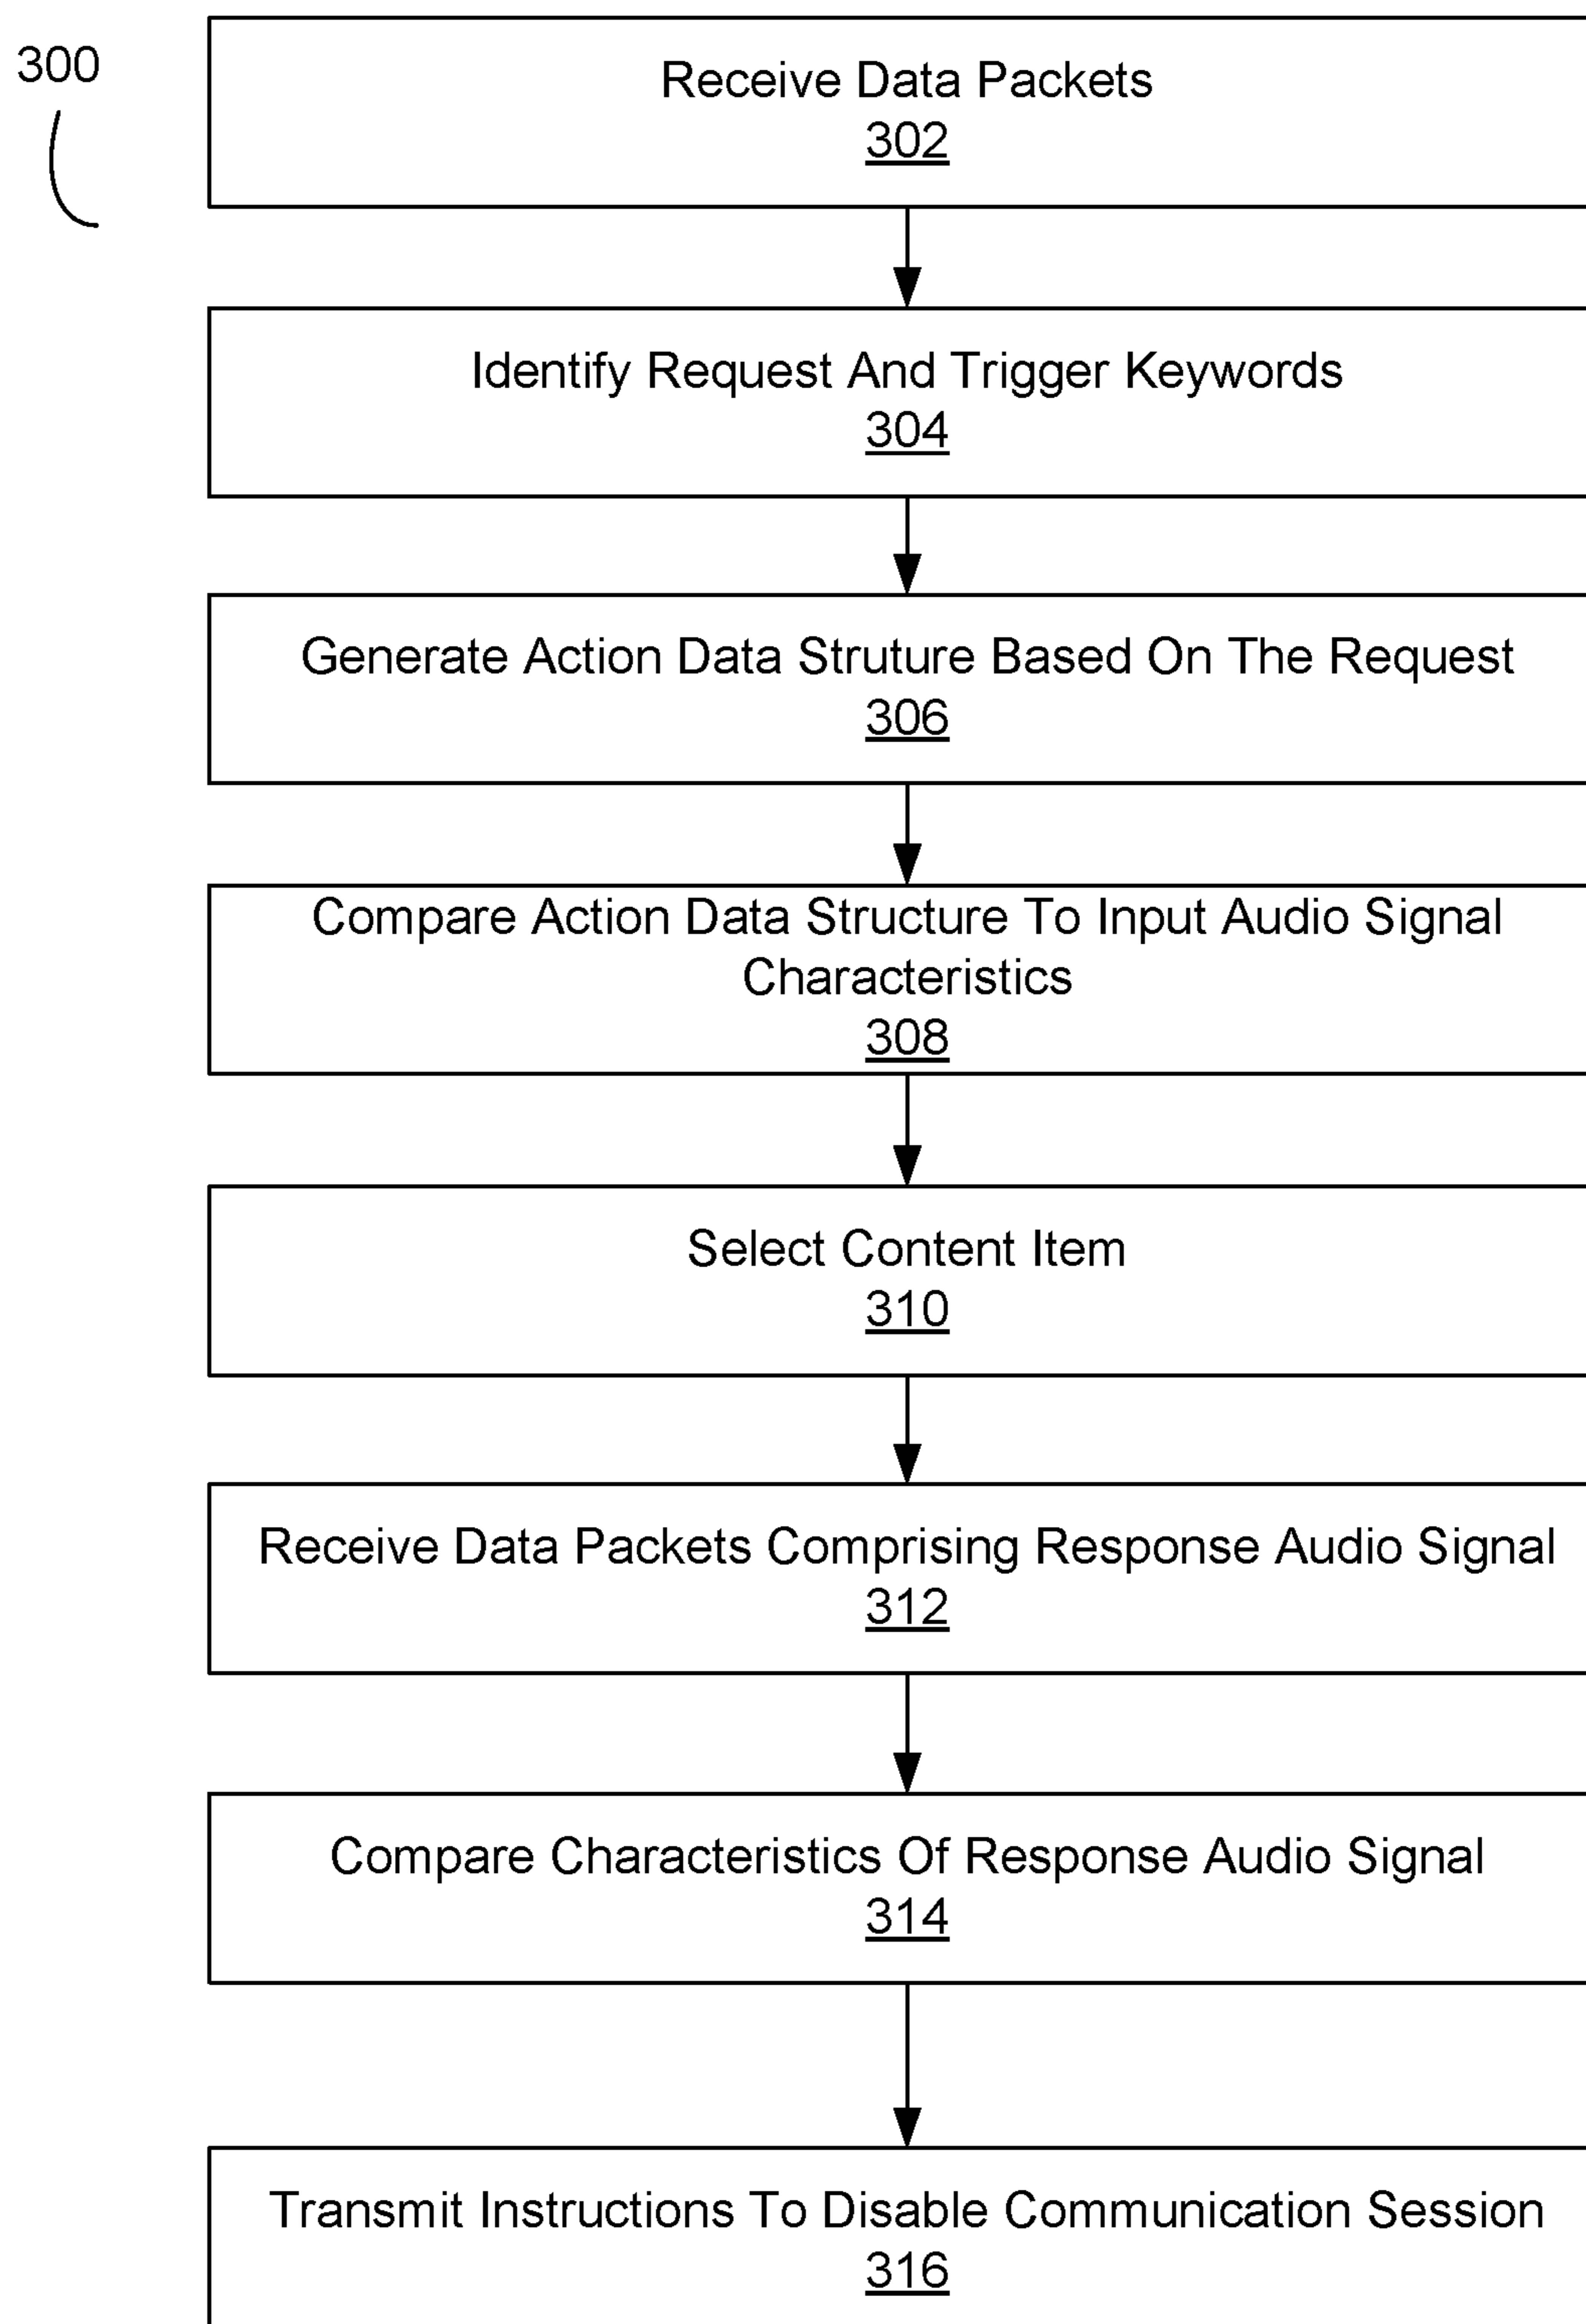 300
Receive Data Packets
302
Identify Request And Trigger Keywords
304
Generate Action Data Struture Based On The Request
306
Compare Action Data Structure To Input Audio Signal
Characteristics
308
Select Content Item
310
Receive Data Packets Comprising Response Audio Signal
312
Compare Characteristics Of Response Audio Signal
314
Transmit Instructions To Disable Communication Session
316